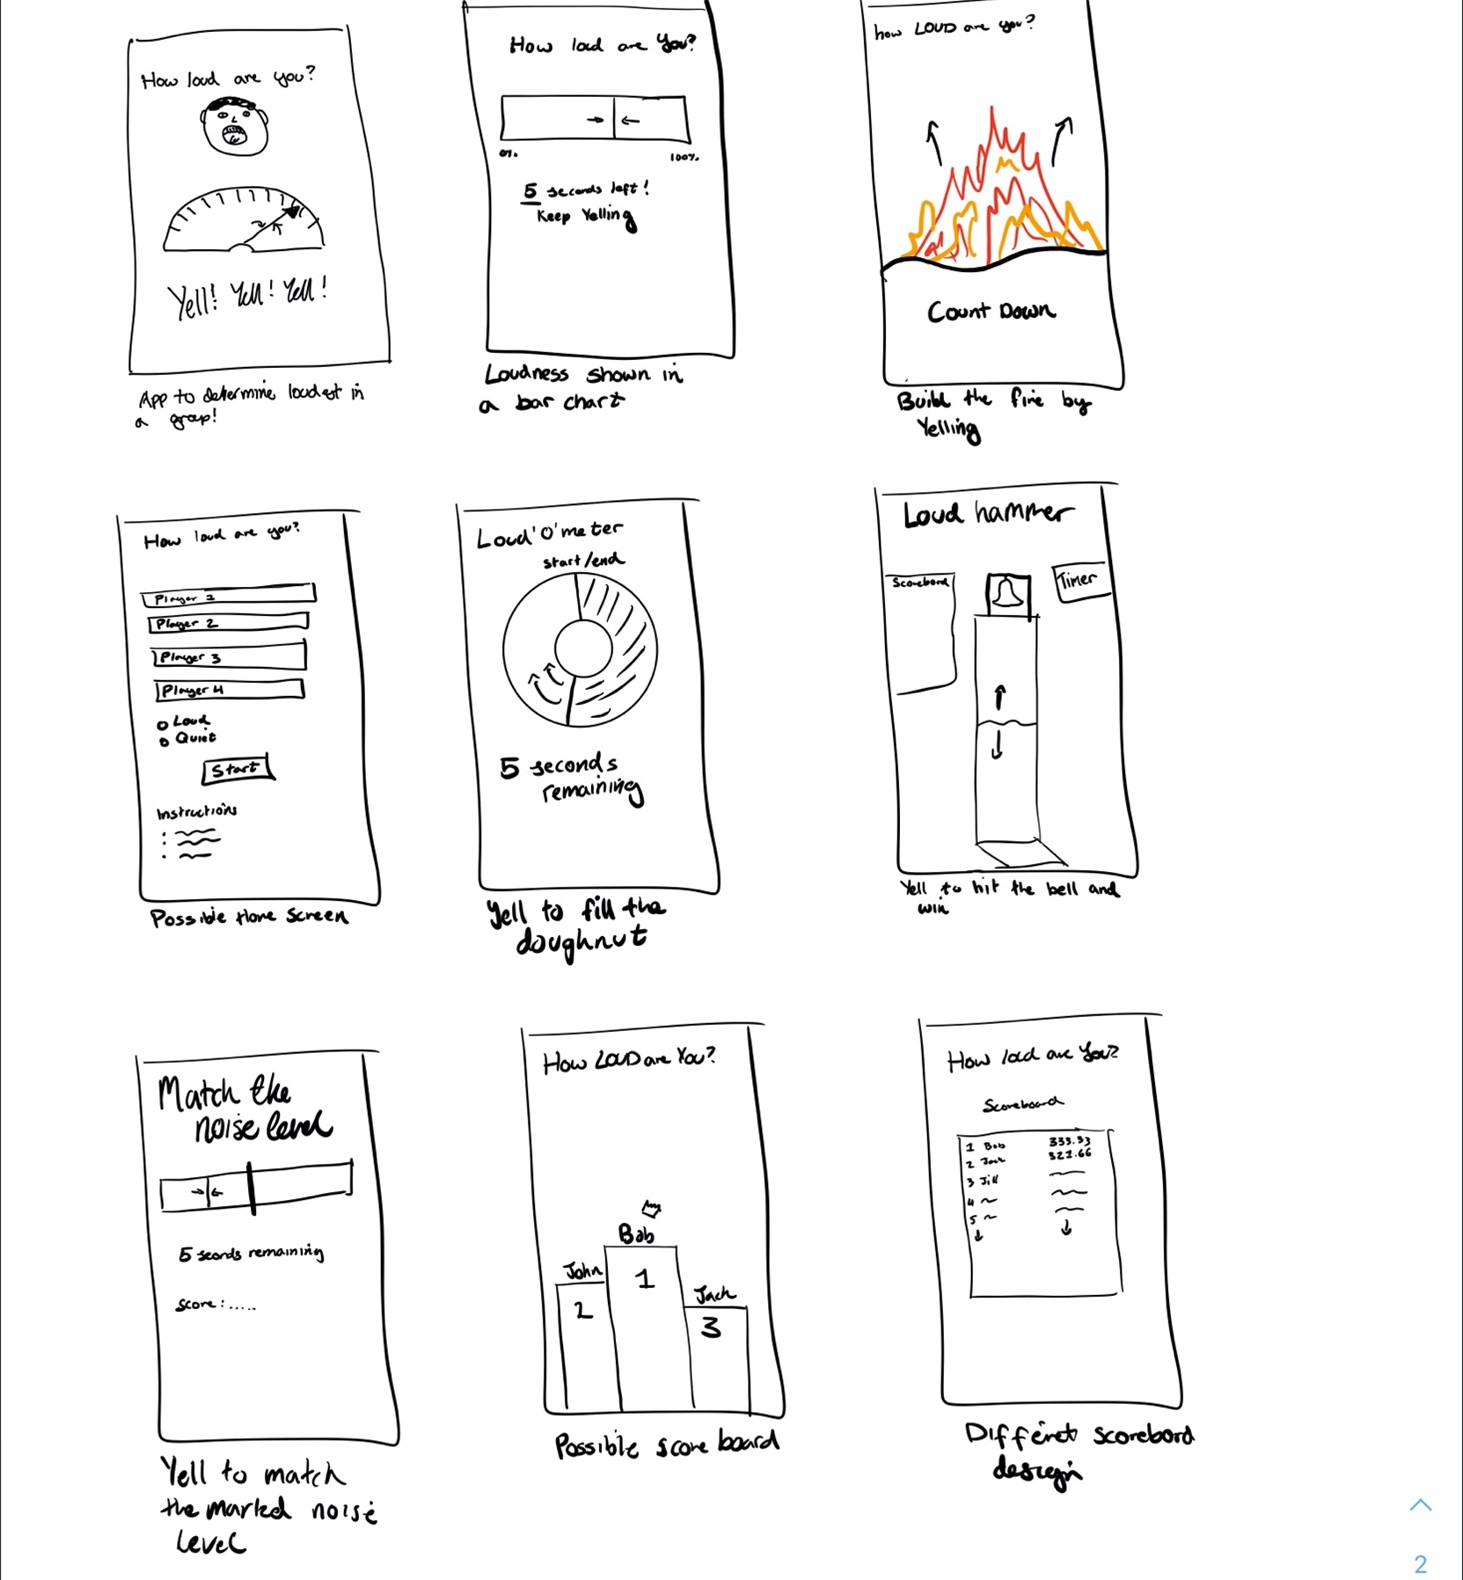 How loud are you?
Yell! Yell! Yell!
App to determine loudest in
a group!
How loud are You?
0%
100%
5 seconds left!
Keep Yelling
Loudness shown in
a bar chart
how LOUD are you?
Count Down
Build the fire by
Yelling
How loud are you?
Player 1
Player 2
Player 3
Player 4
Loud
Quiet
Start
Instructions
Possible Home Screen
Loud'O'meter
start/end
5 seconds
remaining
Yell to fill the
doughnut
Loud hammer
Scorebord
Timer
Yell to hit the bell and
win
Match the
noise level
5 seconds remaining
Score:.....
Yell to match
the marked noise
level
How LOUD are You?
Bob
John
1
2
Jack
3
Possible score board
How loud are You?
Scoreboard
1 Bob 333.33
2 Jack 322.66
3 Jill
4
5
Different scorebord
design
2